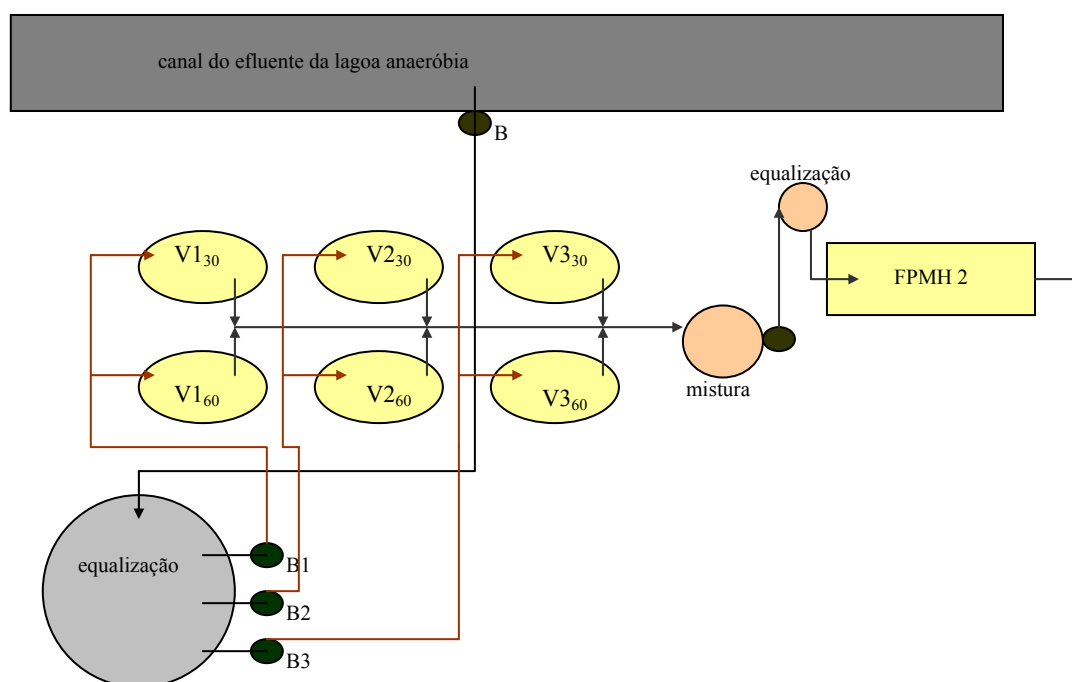 canal do efluente da lagoa anaeróbia
B
equalização
V1₃₀
V2₃₀
V3₃₀
FPMH 2
V1₆₀
V2₆₀
V3₆₀
mistura
equalização
B1
B2
B3